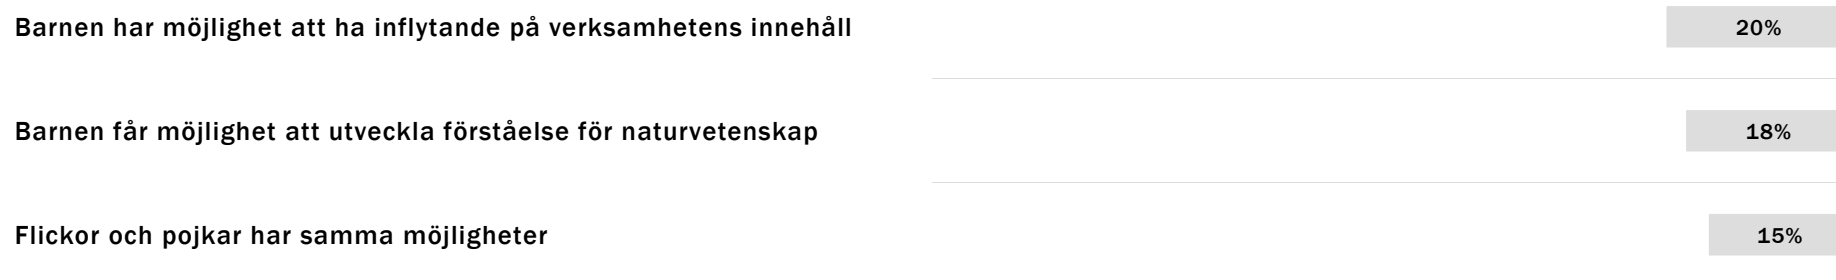 Barnen har möjlighet att ha inflytande på verksamhetens innehåll 20%
Barnen får möjlighet att utveckla förståelse för naturvetenskap 18%
Flickor och pojkar har samma möjligheter 15%